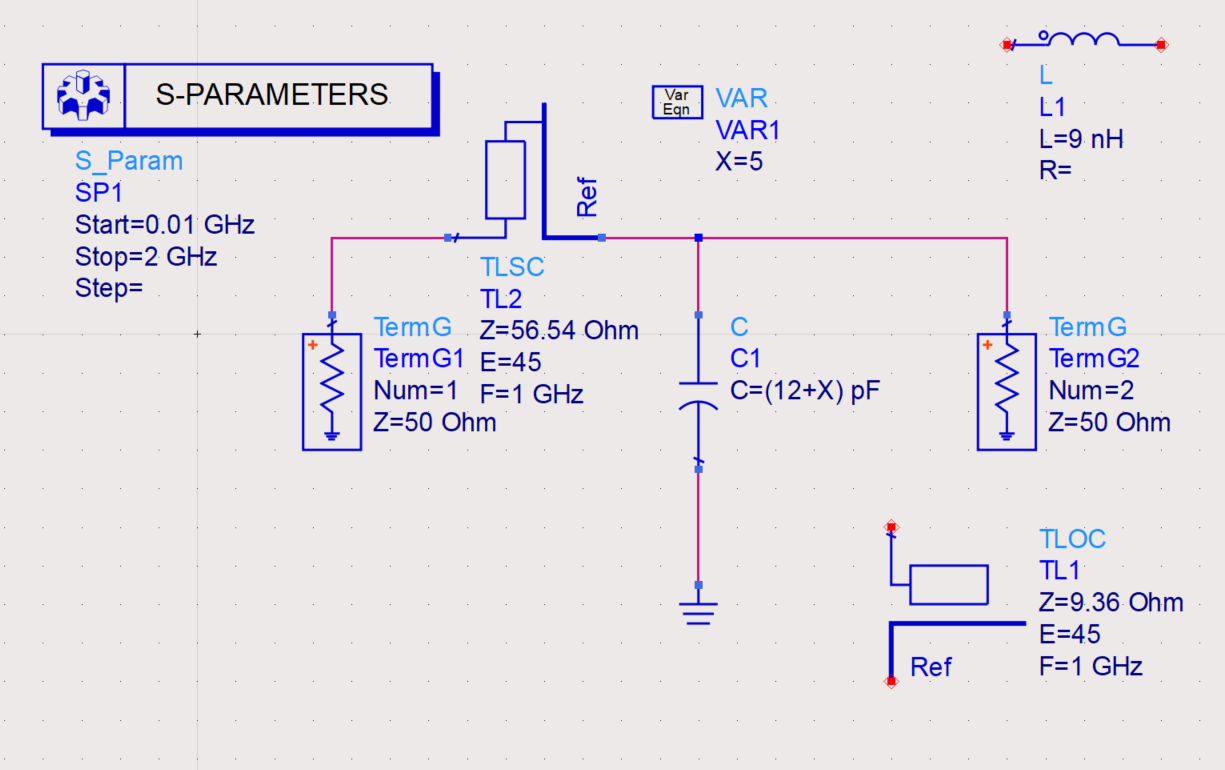 S-PARAMETERS
S_Param
SP1
Start=0.01 GHz
Stop=2 GHz
Step=
Ref
TLSC
TL2
Z=56.54 Ohm
E=45
F=1 GHz
Var
Eqn
VAR
VAR1
X=5
L
L1
L=9 nH
R=
TermG
TermG1
Num=1
Z=50 Ohm
C
C1
C=(12+X) pF
TermG
TermG2
Num=2
Z=50 Ohm
Ref
TLOC
TL1
Z=9.36 Ohm
E=45
F=1 GHz